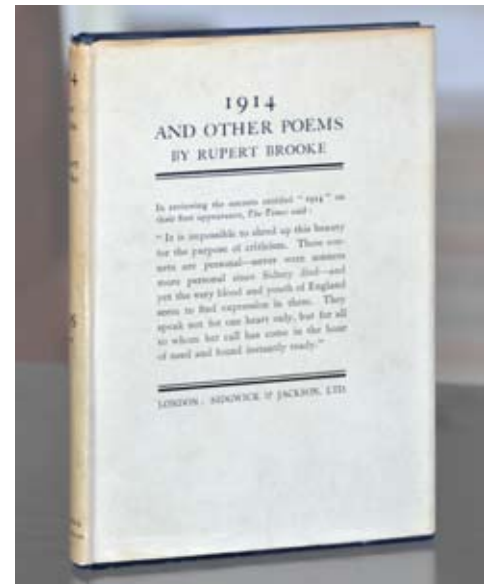 1914
AND OTHER POEMS
BY RUPERT BROOKE
In reviewing the sonnets entitled "1914" on
their first appearance, The Times said:
"It is impossible to shred up this beauty
for the purpose of criticism. These son-
nets are personal—never were sonnets
more personal since Sidney died—and
yet the very blood and youth of England
seem to find expression in them. They
speak not for one heart only, but for all
to whom her call has come in the hour
of need and found instantly ready."
LONDON: SIDGWICK & JACKSON, LTD.